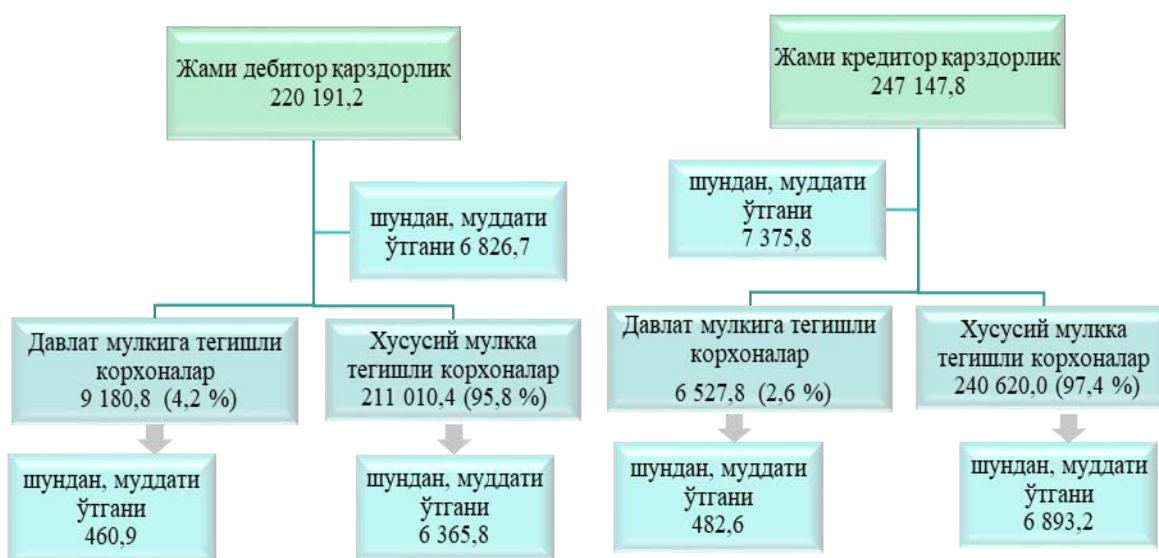 Жами дебитор қарздорлик
220 191,2
шундан, муддати
ўтгани 6 826,7
Давлат мулкига тегишли
корхоналар
9 180,8 (4,2 %)
Хусусий мулкка
тегишли корхоналар
211 010,4 (95,8 %)
шундан, муддати
ўтгани
460,9
шундан, муддати
ўтгани
6 365,8
Жами кредитор қарздорлик
247 147,8
шундан, муддати
ўтгани
7 375,8
Давлат мулкига тегишли
корхоналар
6 527,8 (2,6 %)
Хусусий мулкка
тегишли корхоналар
240 620,0 (97,4 %)
шундан, муддати
ўтгани
482,6
шундан, муддати
ўтгани
6 893,2